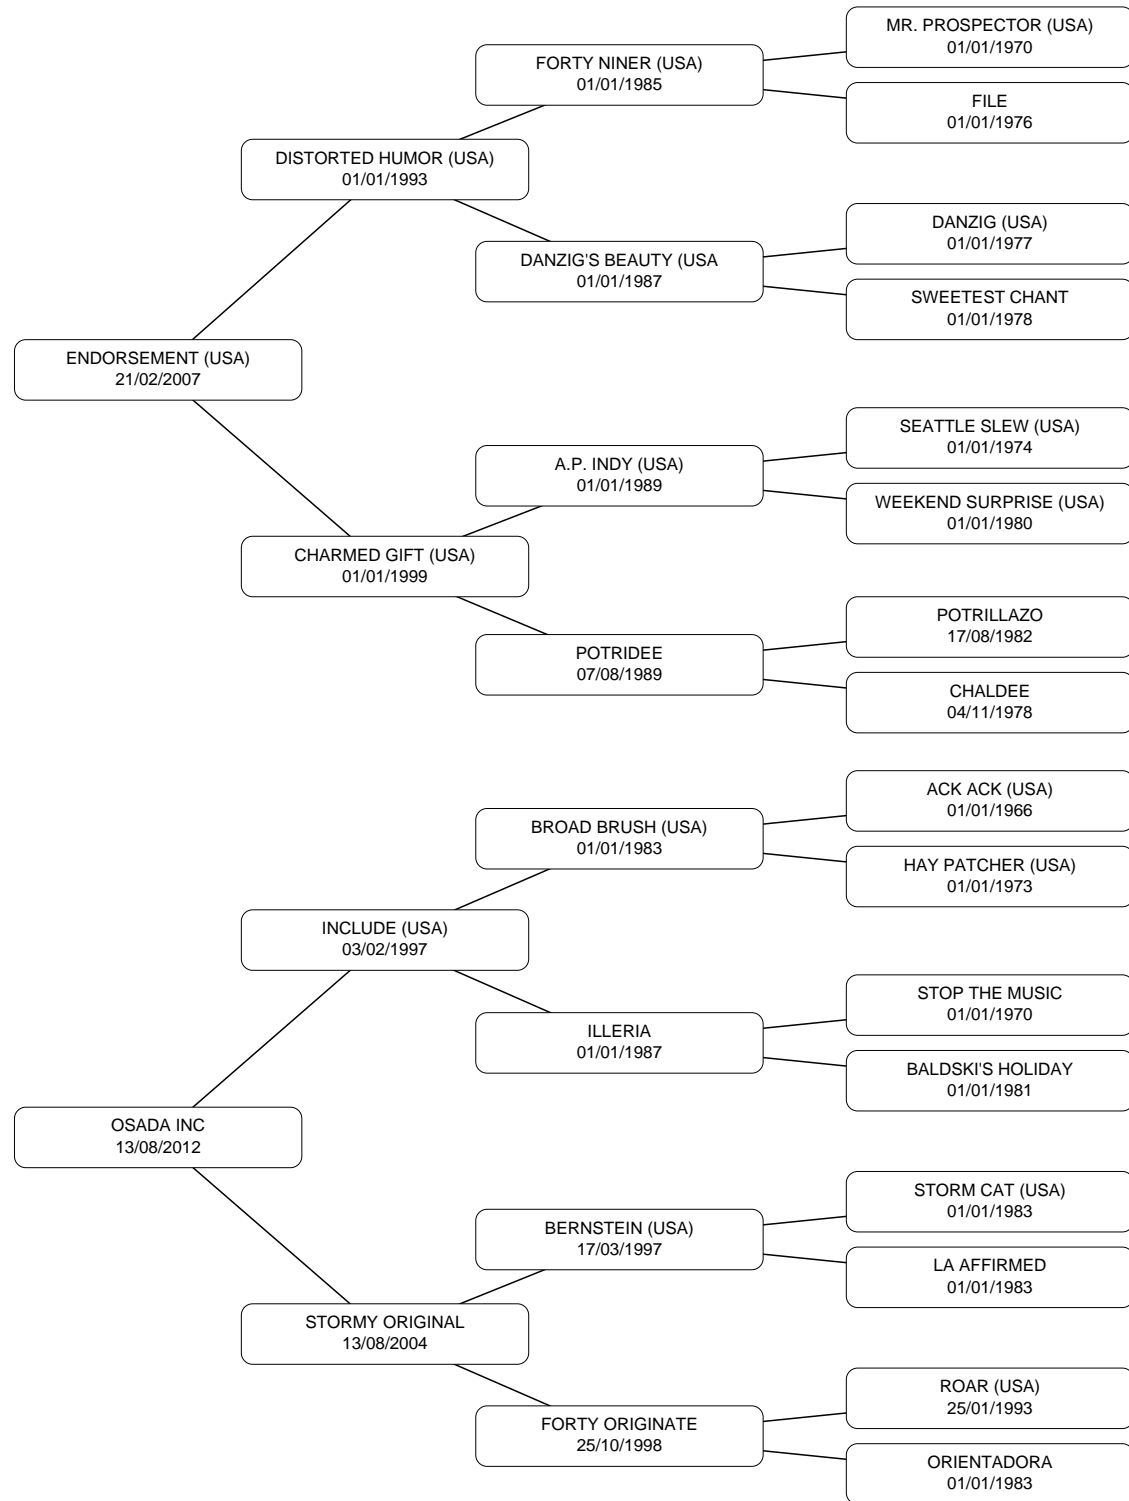 MR. PROSPECTOR (USA)
01/01/1970
FORTY NINER (USA)
01/01/1985
FILE
01/01/1976
DISTORTED HUMOR (USA)
01/01/1993
DANZIG (USA)
01/01/1977
DANZIG'S BEAUTY (USA
01/01/1987
SWEETEST CHANT
01/01/1978
ENDORSEMENT (USA)
21/02/2007
SEATTLE SLEW (USA)
01/01/1974
A.P. INDY (USA)
01/01/1989
WEEKEND SURPRISE (USA)
01/01/1980
CHARMED GIFT (USA)
01/01/1999
POTRILLAZO
17/08/1982
POTRIDEE
07/08/1989
CHALDEE
04/11/1978
ACK ACK (USA)
01/01/1966
BROAD BRUSH (USA)
01/01/1983
HAY PATCHER (USA)
01/01/1973
INCLUDE (USA)
03/02/1997
STOP THE MUSIC
01/01/1970
ILLERIA
01/01/1987
BALDSKI'S HOLIDAY
01/01/1981
OSADA INC
13/08/2012
STORM CAT (USA)
01/01/1983
BERNSTEIN (USA)
17/03/1997
LA AFFIRMED
01/01/1983
STORMY ORIGINAL
13/08/2004
ROAR (USA)
25/01/1993
FORTY ORIGINATE
25/10/1998
ORIENTADORA
01/01/1983